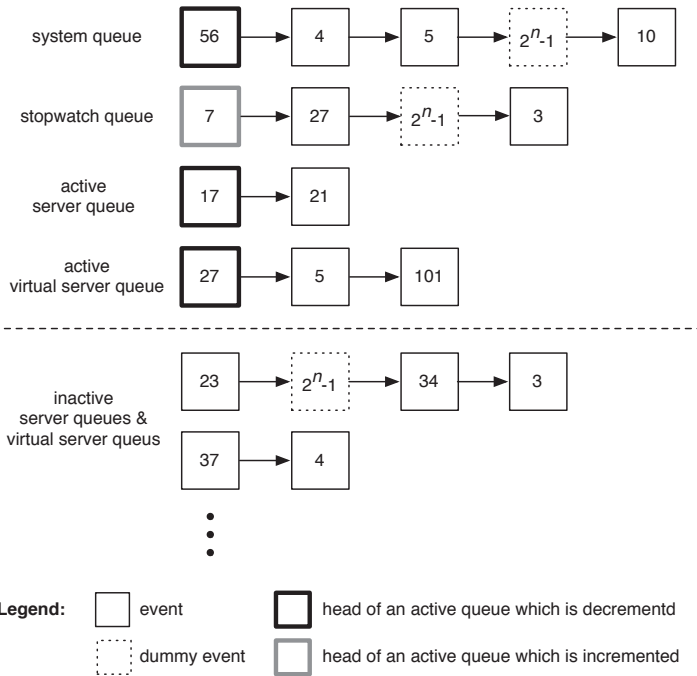 system queue 56 4 5 2ⁿ-1 10
stopwatch queue 7 27 2ⁿ-1 3
active
server queue 17 21
active
virtual server queue 27 5 101
23 2ⁿ-1 34 3
inactive
server queues &
virtual server queus
37 4
Legend: event head of an active queue which is decrementd
dummy event head of an active queue which is incremented